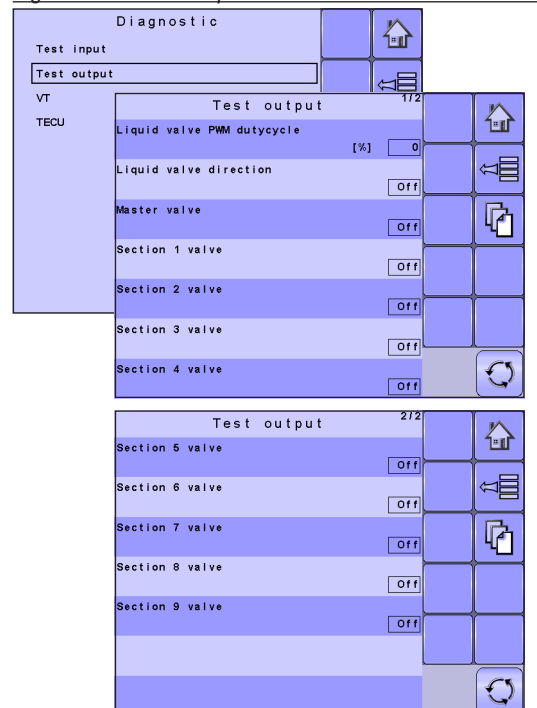 Diagnostic
Test input
Test output
VT
TECU
Test output 1/2
Liquid valve PWM dutycycle
[%] 0
Liquid valve direction
Off
Master valve
Off
Section 1 valve
Off
Section 2 valve
Off
Section 3 valve
Off
Section 4 valve
Off
Test output 2/2
Section 5 valve
Off
Section 6 valve
Off
Section 7 valve
Off
Section 8 valve
Off
Section 9 valve
Off